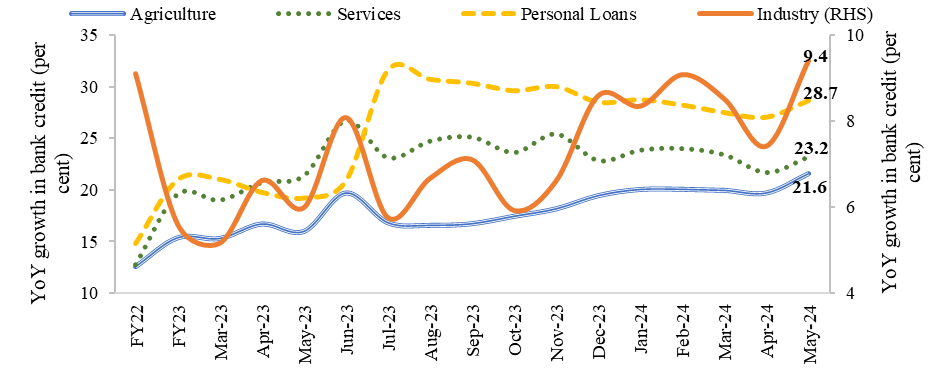 Agriculture Services Personal Loans Industry (RHS)
YoY growth in bank credit (per
cent)
35
30
25
20
15
10
10
8
6
4
YoY growth in bank credit (per
cent)
9.4
28.7
23.2
21.6
FY22
FY23
Mar-23
Apr-23
May-23
Jun-23
Jul-23
Aug-23
Sep-23
Oct-23
Nov-23
Dec-23
Jan-24
Feb-24
Mar-24
Apr-24
May-24